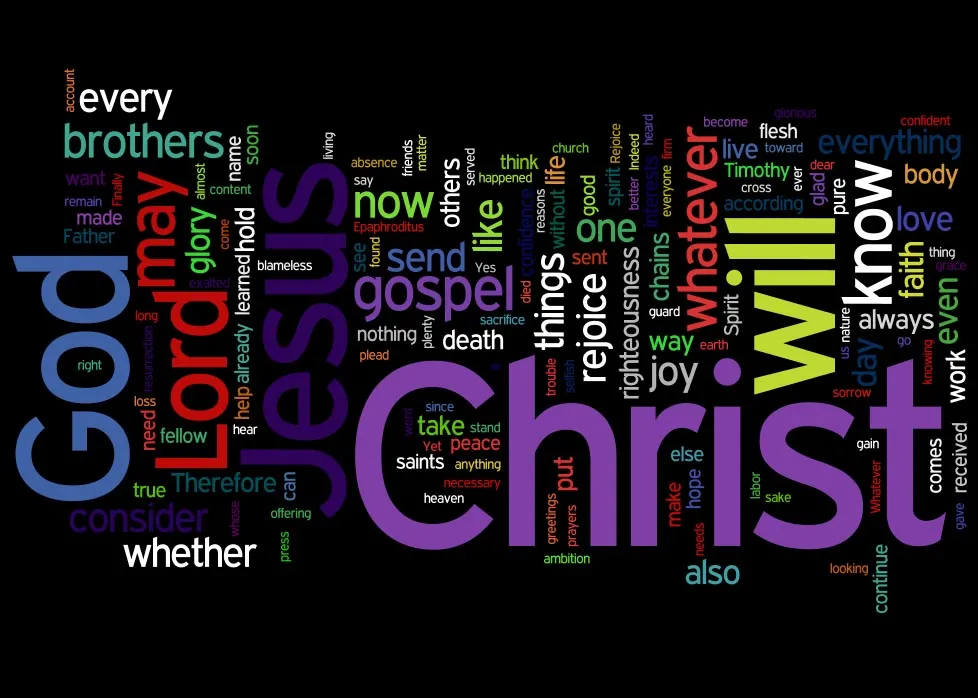 account
every
brothers
want
Finally
remain
made
Father
God
right
may
almost
glory
content
name
soon
come
exalted
learned
hold
blameless
living
Jesus
Lord
long
resurrection
loss
need
fellow
help
already
hear
true
Therefore
can
consider
whose
offering
press
whether
absence
friends
matter
say
now
Epaphroditus
others
served
think
happened
see
found
send
Yes
like
confidence
gospel
died
nothing
plenty
sacrifice
death
plead
church
life
reasons
without
good
spirit
Rejoice
better
Indeed
heard
interests
everyone
firm
one
things
sent
rejoice
righteousness
chains
guard
way
earth
joy
trouble
selfish
whatever
Spirit
become
glorious
flesh
live
toward
Timothy
cross
ever
dear
glad
pure
according
will
confident
everything
body
know
love
faith
thing
grace
even
us
nature
always
day
go
knowing
work
sorrow
Christ
since
word
take
stand
Yet
peace
saints
anything
necessary
heaven
put
greetings
prayers
ambition
else
make
hope
needs
also
labor
sake
gain
Whatever
comes
received
gave
looking
continue